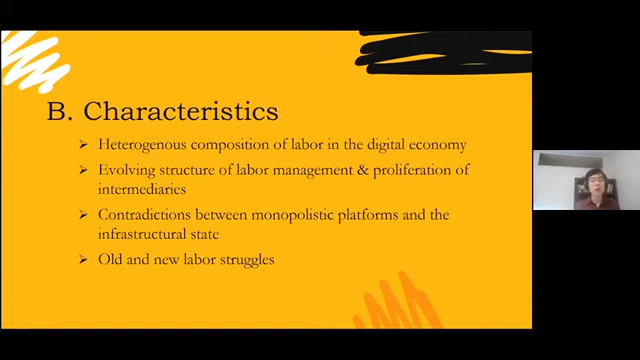 B. Characteristics
Heterogenous composition of labor in the digital economy
Evolving structure of labor management & proliferation of
intermediaries
Contradictions between monopolistic platforms and the
infrastructural state
Old and new labor struggles